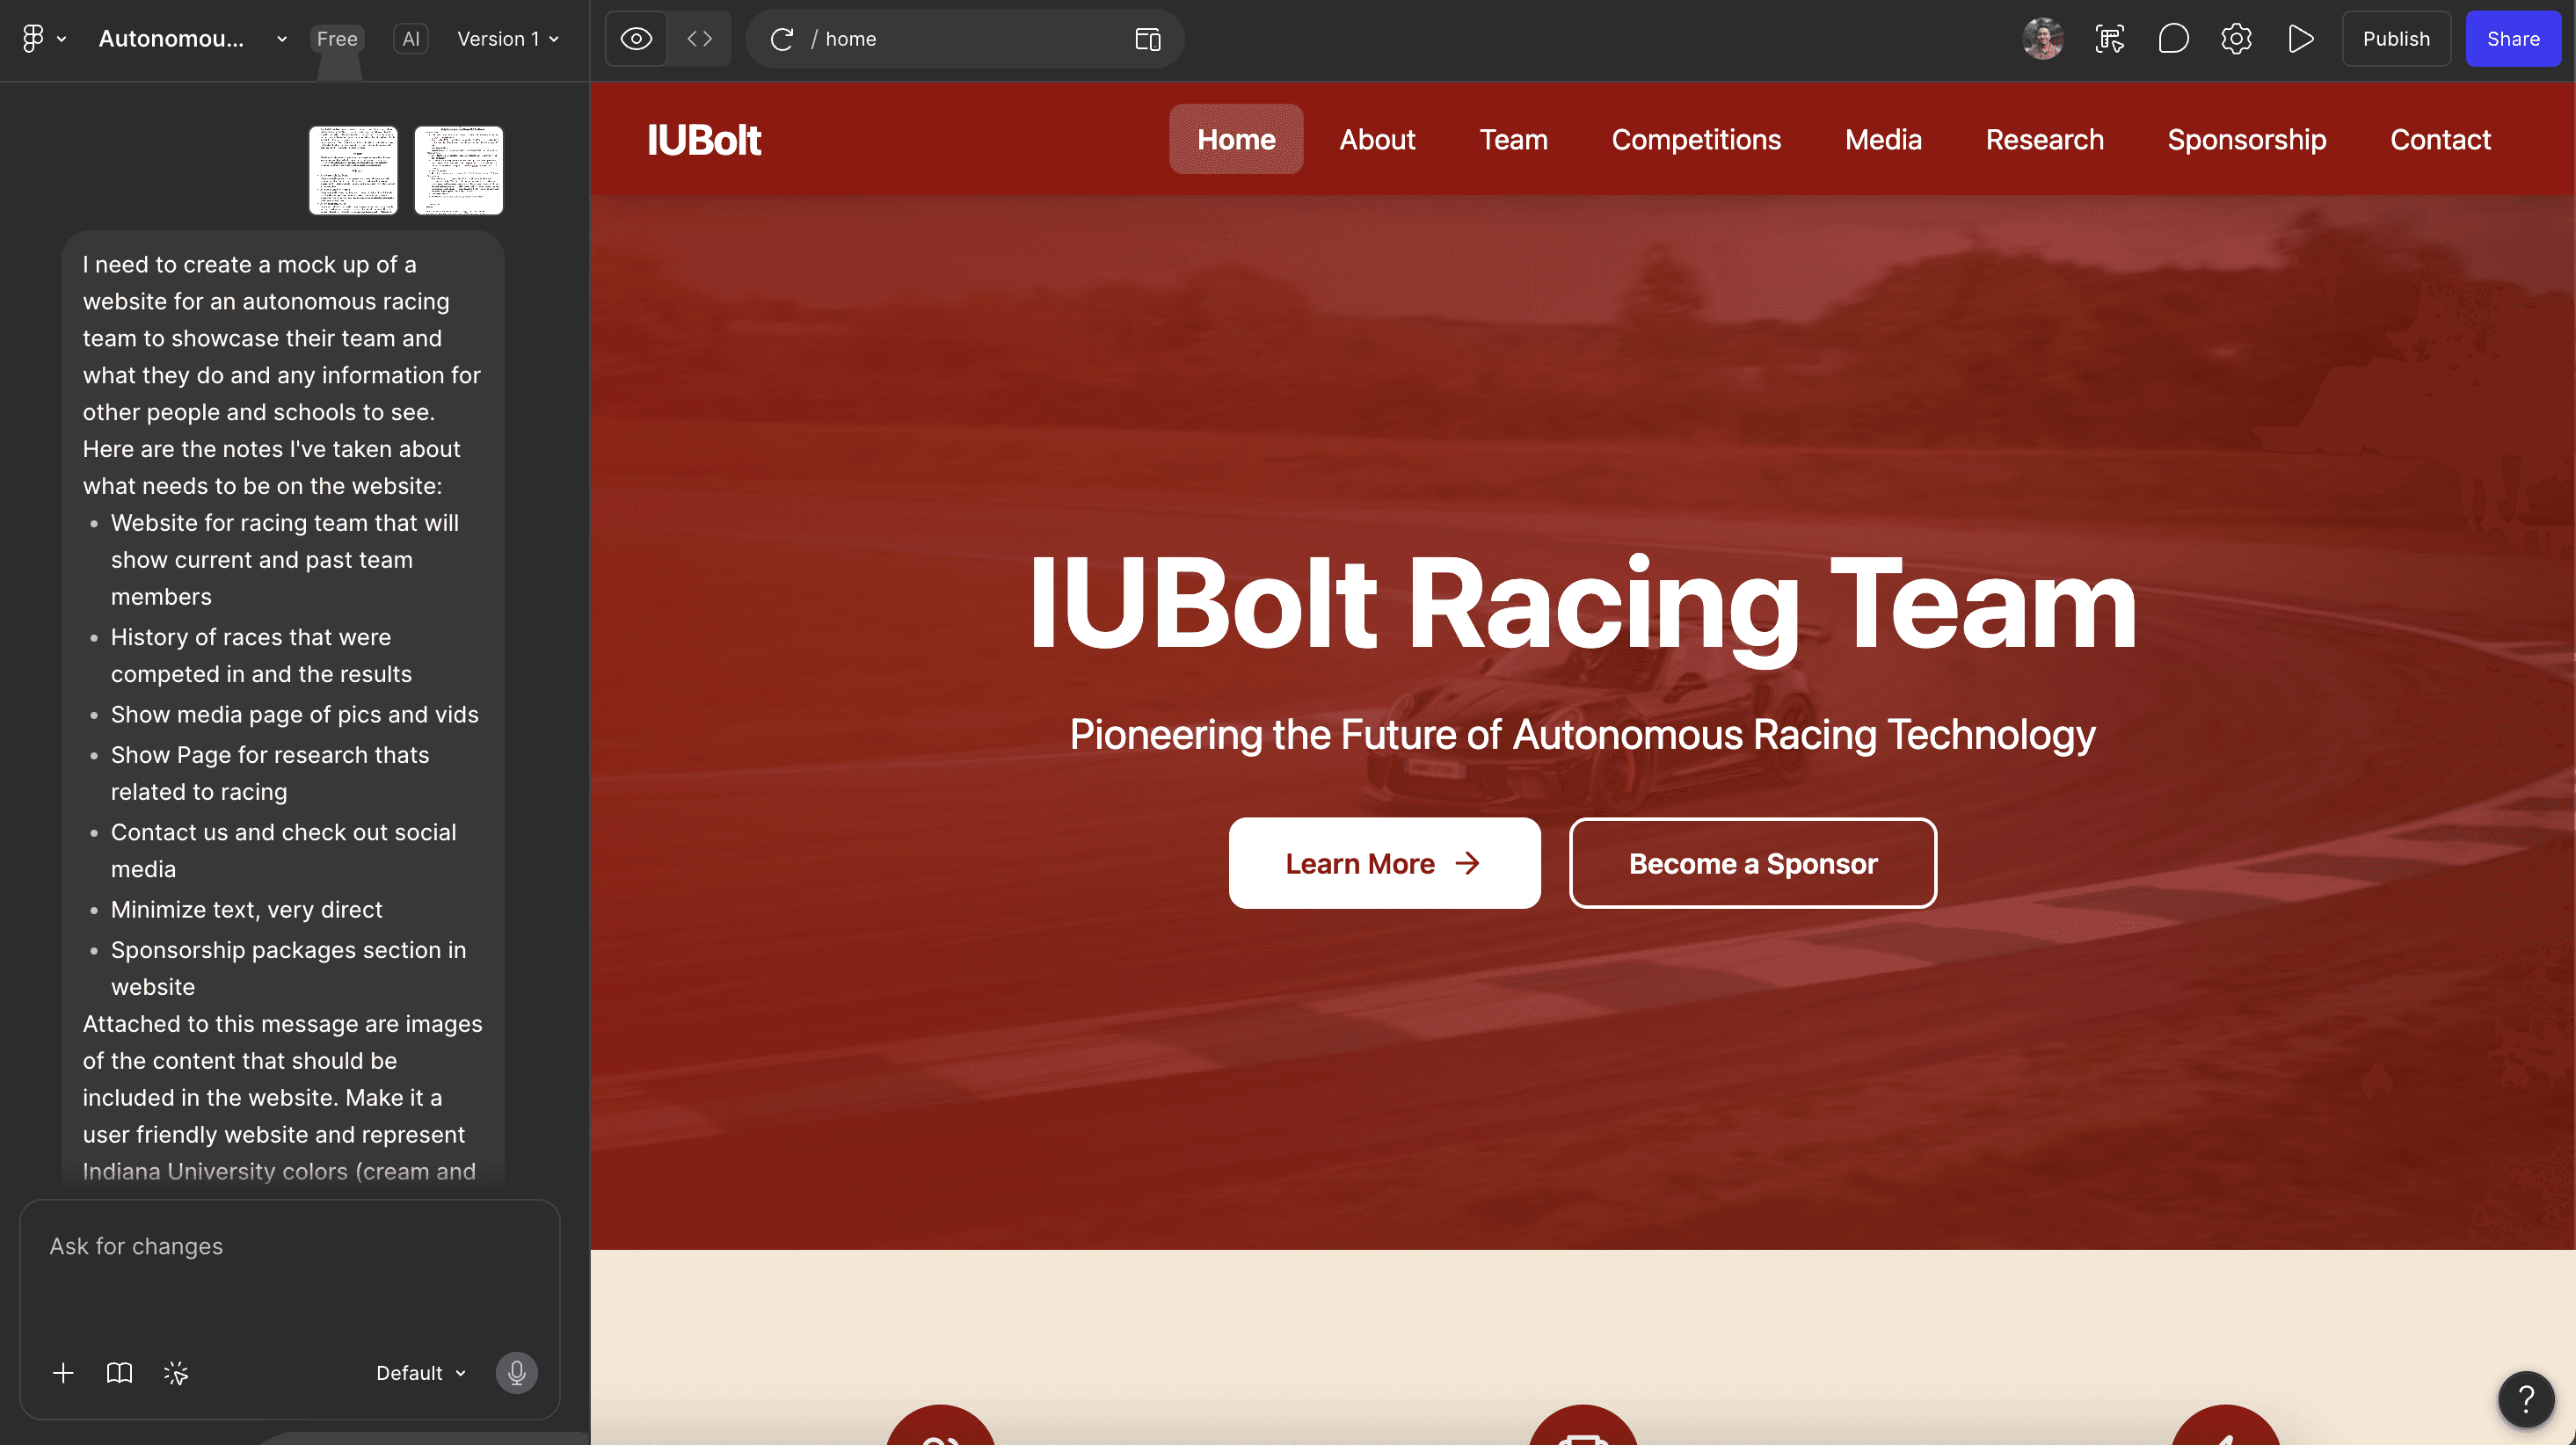 Autonomou...
Free
AI
Version 1
/ home
Publish
Share
I need to create a mock up of a
website for an autonomous racing
team to showcase their team and
what they do and any information for
other people and schools to see.
Here are the notes I've taken about
what needs to be on the website:
• Website for racing team that will
show current and past team
members
• History of races that were
competed in and the results
• Show media page of pics and vids
• Show Page for research thats
related to racing
• Contact us and check out social
media
• Minimize text, very direct
• Sponsorship packages section in
website
Attached to this message are images
of the content that should be
included in the website. Make it a
user friendly website and represent
Indiana University colors (cream and
Ask for changes
Default
IUBolt
Home
About
Team
Competitions
Media
Research
Sponsorship
Contact
IUBolt Racing Team
Pioneering the Future of Autonomous Racing Technology
Learn More →
Become a Sponsor
?